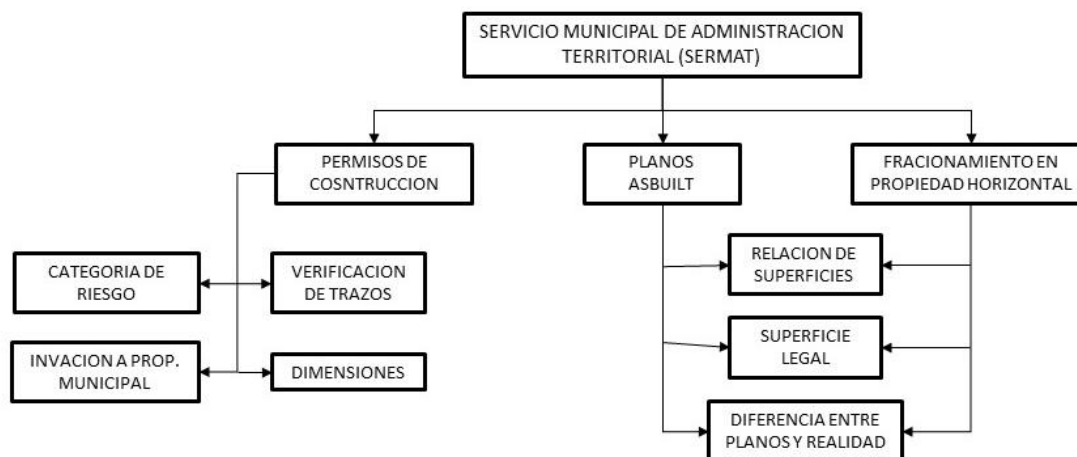 SERVICIO MUNICIPAL DE ADMINISTRACION
TERRITORIAL (SERMAT)
PERMISOS DE
COSNTRUCCION
PLANOS
ASBUILT
FRACIONAMIENTO EN
PROPIEDAD HORIZONTAL
CATEGORIA DE
RIESGO
VERIFICACION
DE TRAZOS
RELACION DE
SUPERFICIES
INVACION A PROP.
MUNICIPAL
DIMENSIONES
SUPERFICIE
LEGAL
DIFERENCIA ENTRE
PLANOS Y REALIDAD